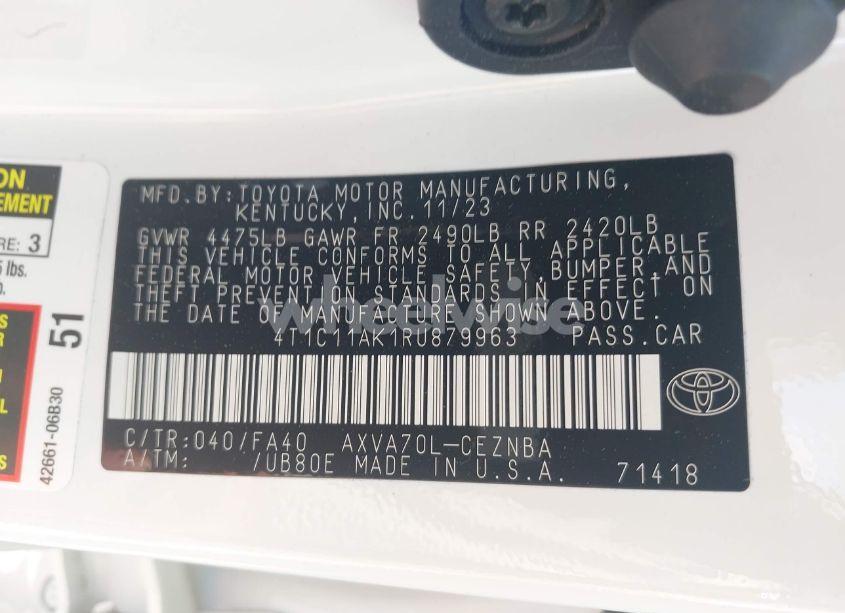 ON
EMENT
RE: 3
lbs.
51
42661-06B30
MFD.BY:TOYOTA MOTOR MANUFACTURING,
KENTUCKY,INC.11/23
GVWR 4475LB GAWR FR 2490LB RR 2420LB
THIS VEHICLE CONFORMS TO ALL APPLICABLE
FEDERAL MOTOR VEHICLE SAFETY,BUMPER,AND
THEFT PREVENTION STANDARDS IN EFFECT ON
THE DATE OF MANUFACTURE SHOWN ABOVE.
wheelwise
4T1C11AK1RU879963 PASS.CAR
C/TR:040/FA40 AXVA70L-CEZNBA
A/TM: /UB80E MADE IN U.S.A. 71418